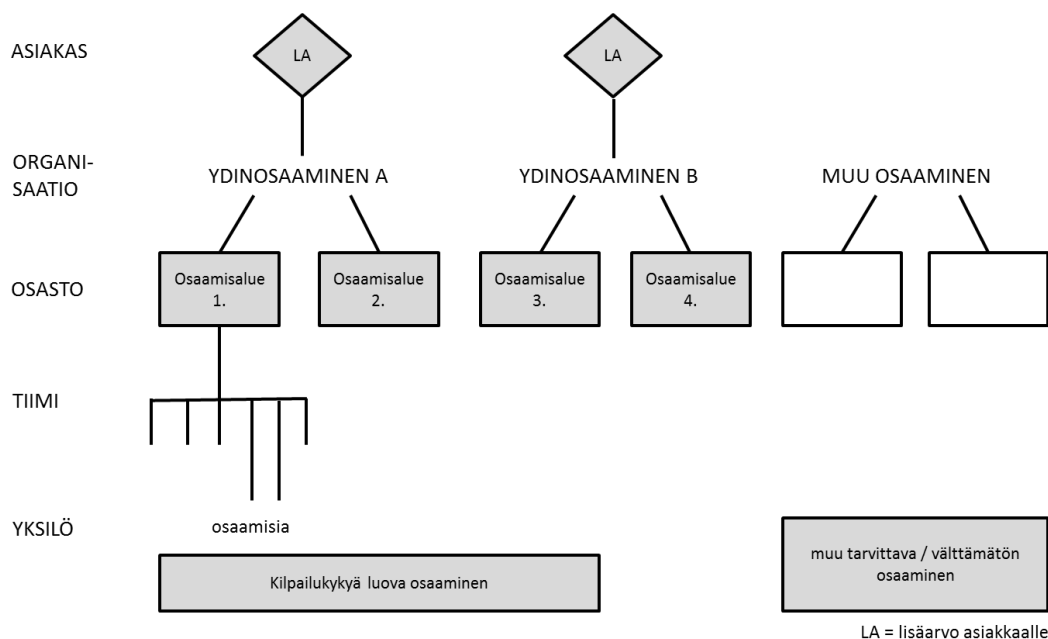 ASIAKAS
LA
LA
ORGANI-
SAATIO
YDINOSAAMINEN A
YDINOSAAMINEN B
MUU OSAAMINEN
OSASTO
Osaamisalue
1.
Osaamisalue
2.
Osaamisalue
3.
Osaamisalue
4.
TIIMI
YKSILÖ
osaamisia
Kilpailukykyä luova osaaminen
muu tarvittava / välttämätön
osaaminen
LA = lisäarvo asiakkaalle